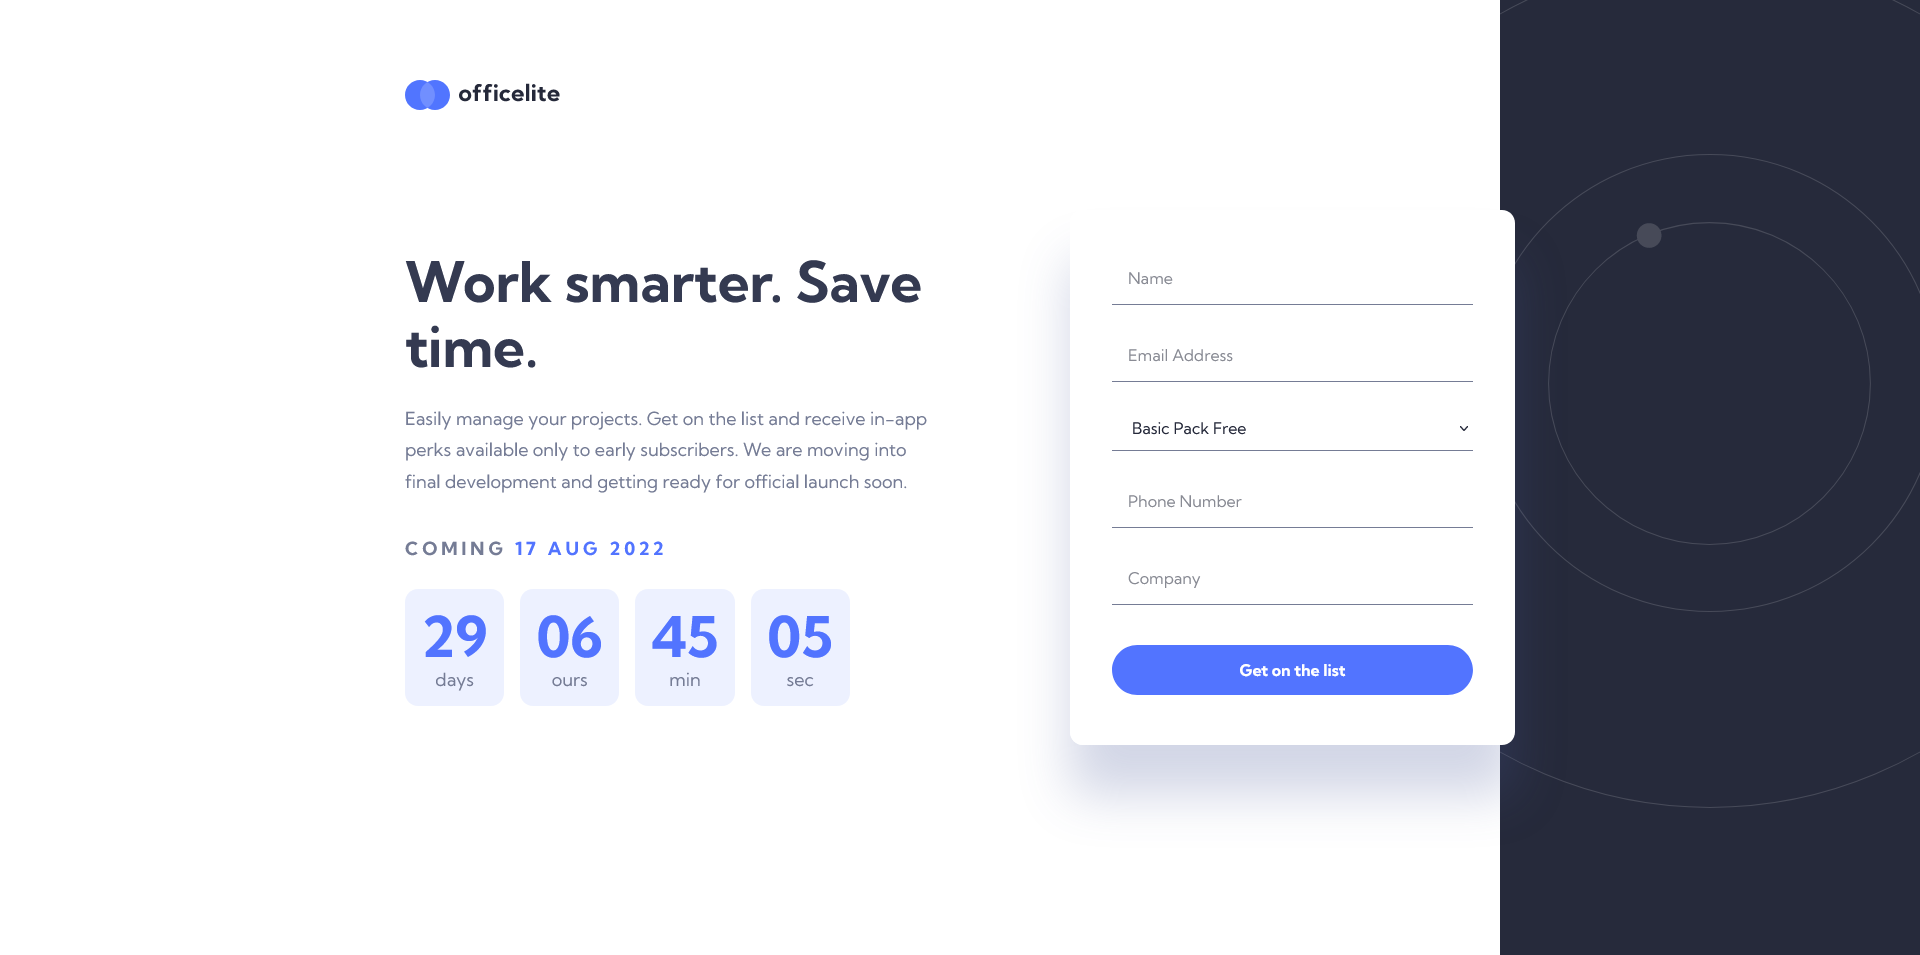 officelite
Work smarter. Save
time.
Easily manage your projects. Get on the list and receive in-app
perks available only to early subscribers. We are moving into
final development and getting ready for official launch soon.
COMING 17 AUG 2022
29 06 45 05
days ours min sec
Name
Email Address
Basic Pack Free
Phone Number
Company
Get on the list